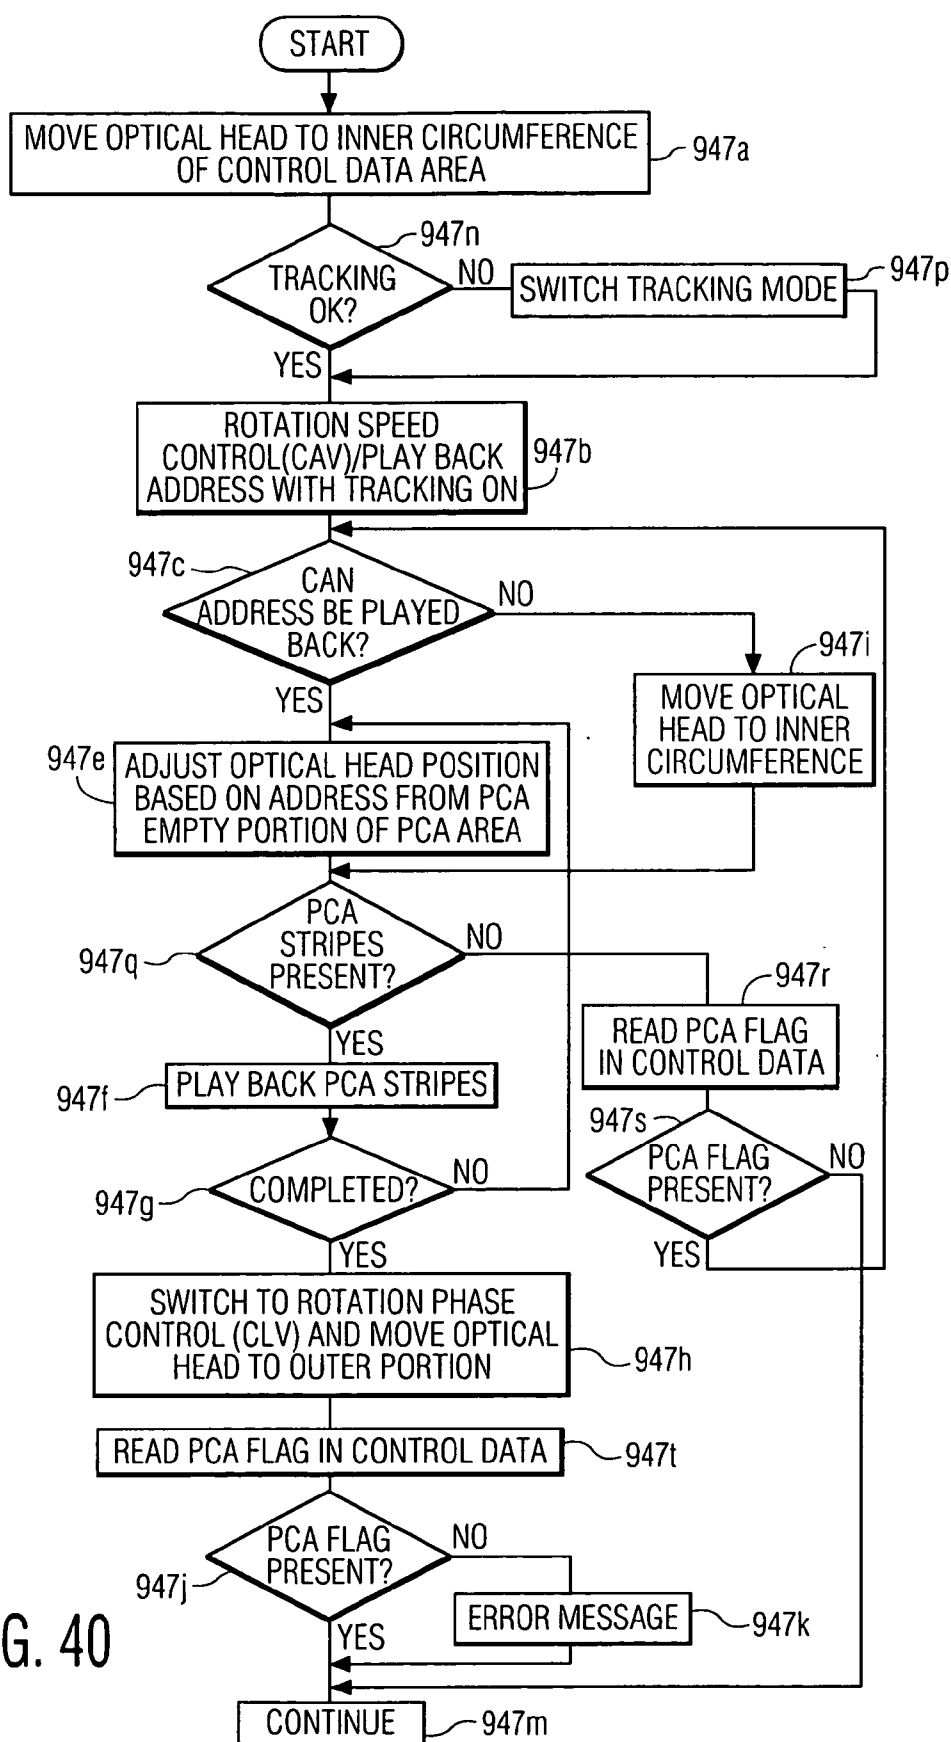 START
MOVE OPTICAL HEAD TO INNER CIRCUMFERENCE
OF CONTROL DATA AREA
947a
947n
TRACKING
OK?
NO
SWITCH TRACKING MODE
947p
YES
ROTATION SPEED
CONTROL(CAV)/PLAY BACK
ADDRESS WITH TRACKING ON
947b
947c
CAN
ADDRESS BE PLAYED
BACK?
NO
YES
947i
MOVE OPTICAL
HEAD TO INNER
CIRCUMFERENCE
947e
ADJUST OPTICAL HEAD POSITION
BASED ON ADDRESS FROM PCA
EMPTY PORTION OF PCA AREA
947q
PCA
STRIPES
PRESENT?
NO
YES
947r
READ PCA FLAG
IN CONTROL DATA
947f
PLAY BACK PCA STRIPES
947s
PCA FLAG
PRESENT?
NO
YES
947g
COMPLETED?
NO
YES
SWITCH TO ROTATION PHASE
CONTROL (CLV) AND MOVE OPTICAL
HEAD TO OUTER PORTION
947h
READ PCA FLAG IN CONTROL DATA
947t
PCA FLAG
PRESENT?
NO
947j
YES
ERROR MESSAGE
947k
G. 40
CONTINUE
947m